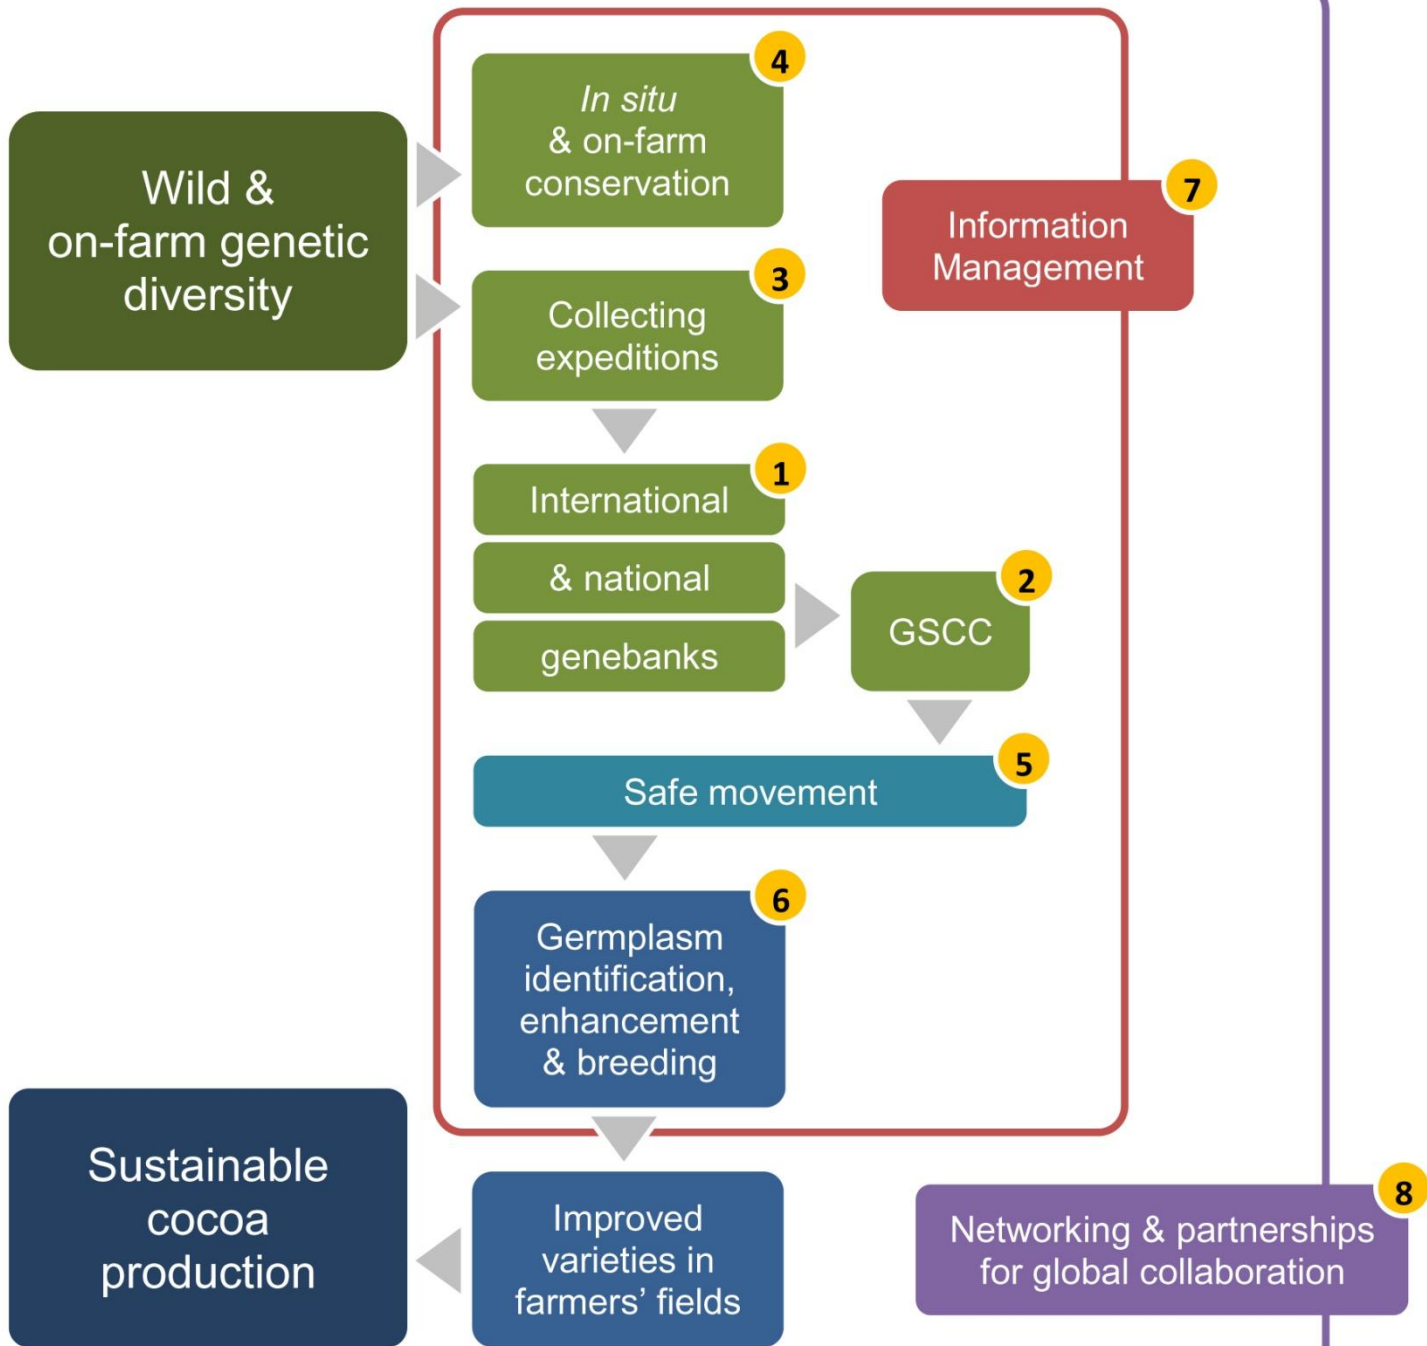 Wild &
on-farm genetic
diversity
4
In situ
& on-farm
conservation
7
Information
Management
3
Collecting
expeditions
1
International
& national
genebanks
2
GSCC
5
Safe movement
6
Germplasm
identification,
enhancement
& breeding
Sustainable
cocoa
production
Improved
varieties in
farmers’ fields
8
Networking & partnerships
for global collaboration